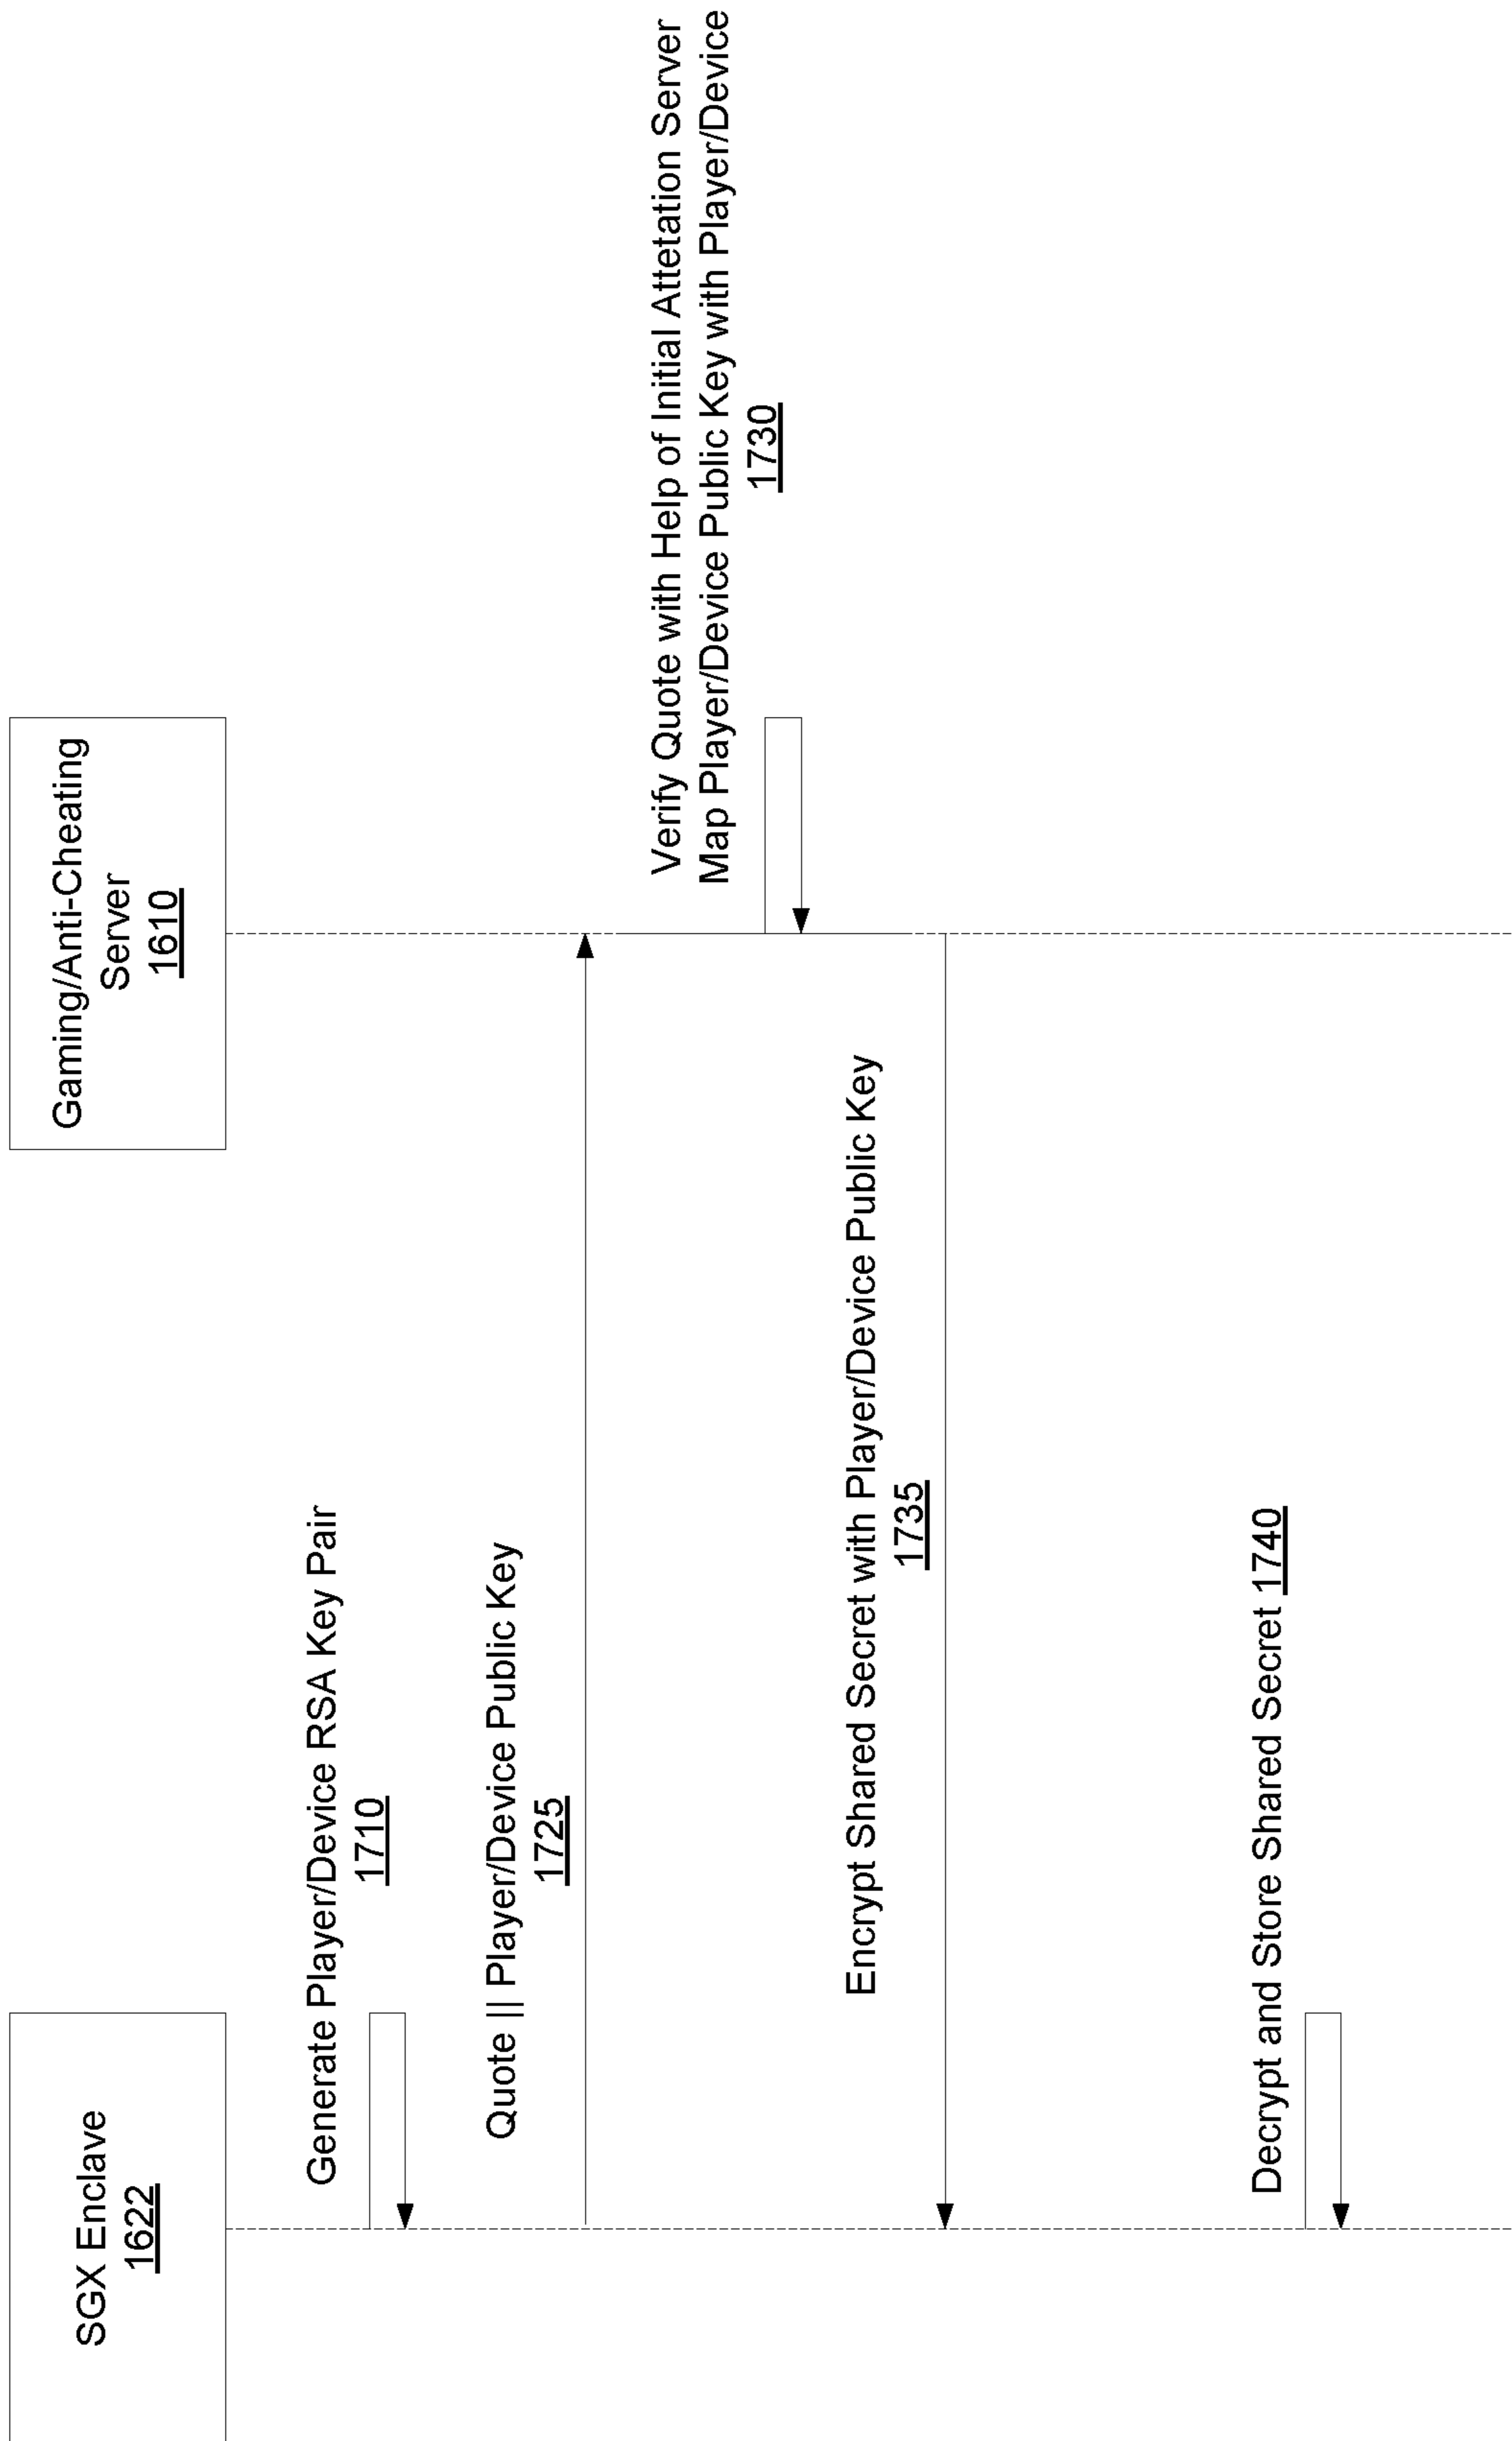 SGX Enclave
1622
Gaming/Anti-Cheating
Server
1610
Generate Player/Device RSA Key Pair
1710
Quote || Player/Device Public Key
1725
Verify Quote with Help of Initial Attetation Server
Map Player/Device Public Key with Player/Device
1730
Encrypt Shared Secret with Player/Device Public Key
1735
Decrypt and Store Shared Secret 1740